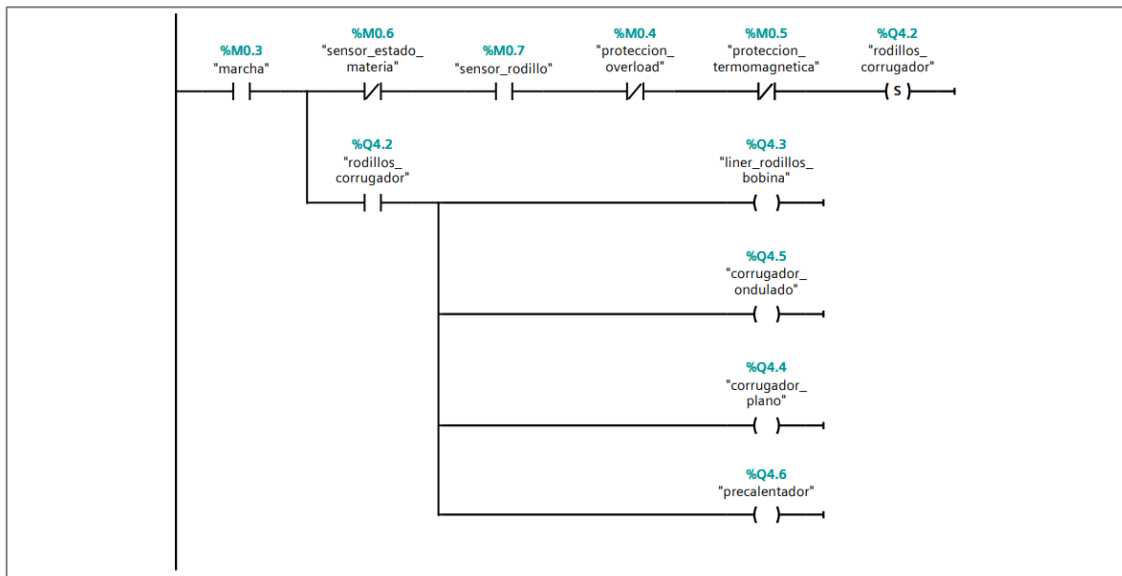 %M0.3
"marcha"
%M0.6
"sensor_estado_
materia"
%M0.7
"sensor_rodillo"
%M0.4
"proteccion_
overload"
%M0.5
"proteccion_
termomagnetica"
%Q4.2
"rodillos_
corrugador"
S
%Q4.2
"rodillos_
corrugador"
%Q4.3
"liner_rodillos_
bobina"
%Q4.5
"corrugador_
ondulado"
%Q4.4
"corrugador_
plano"
%Q4.6
"precalentador"